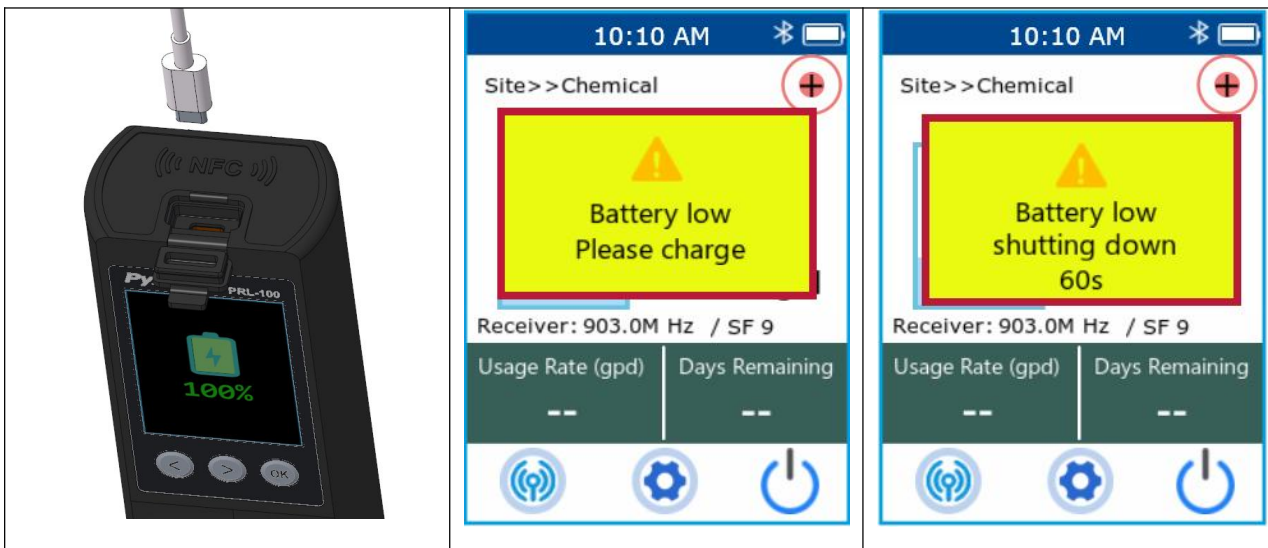 ((( NFC )))
Py
PRL-100
100%
< > OK
10:10 AM
Site>>Chemical
Battery low
Please charge
Receiver: 903.0M Hz / SF 9
Usage Rate (gpd) Days Remaining
-- --
10:10 AM
Site>>Chemical
Battery low
shutting down
60s
Receiver: 903.0M Hz / SF 9
Usage Rate (gpd) Days Remaining
-- --